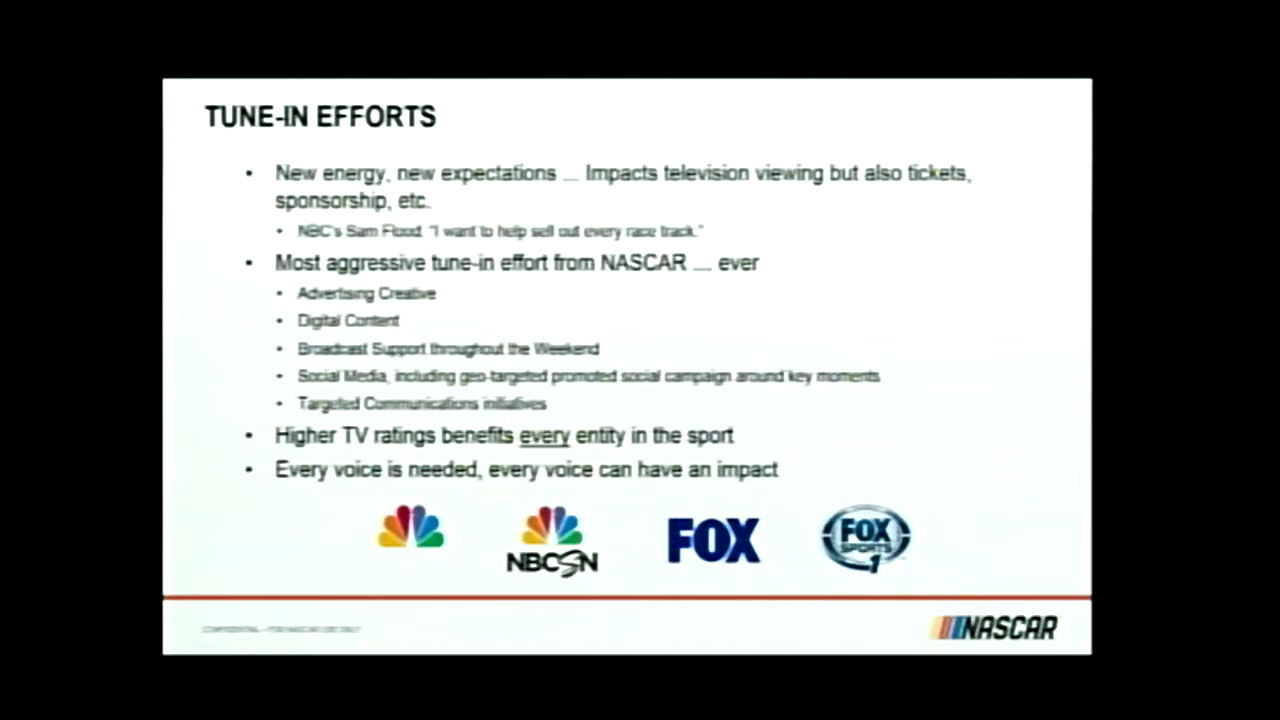 TUNE-IN EFFORTS
• New energy, new expectations ... Impacts television viewing but also tickets,
sponsorship, etc.
• NBC's Sam Flood: "I want to help sell out every race track."
• Most aggressive tune-in effort from NASCAR .... ever
• Advertising Creative
• Digital Content
• Broadcast Support throughout the Weekend
• Social Media, including geo-targeted promoted social campaign around key moments
• Targeted Communications initiatives
• Higher TV ratings benefits every entity in the sport
• Every voice is needed, every voice can have an impact
NBCSN
FOX
FOX
SPORTS
1
NASCAR